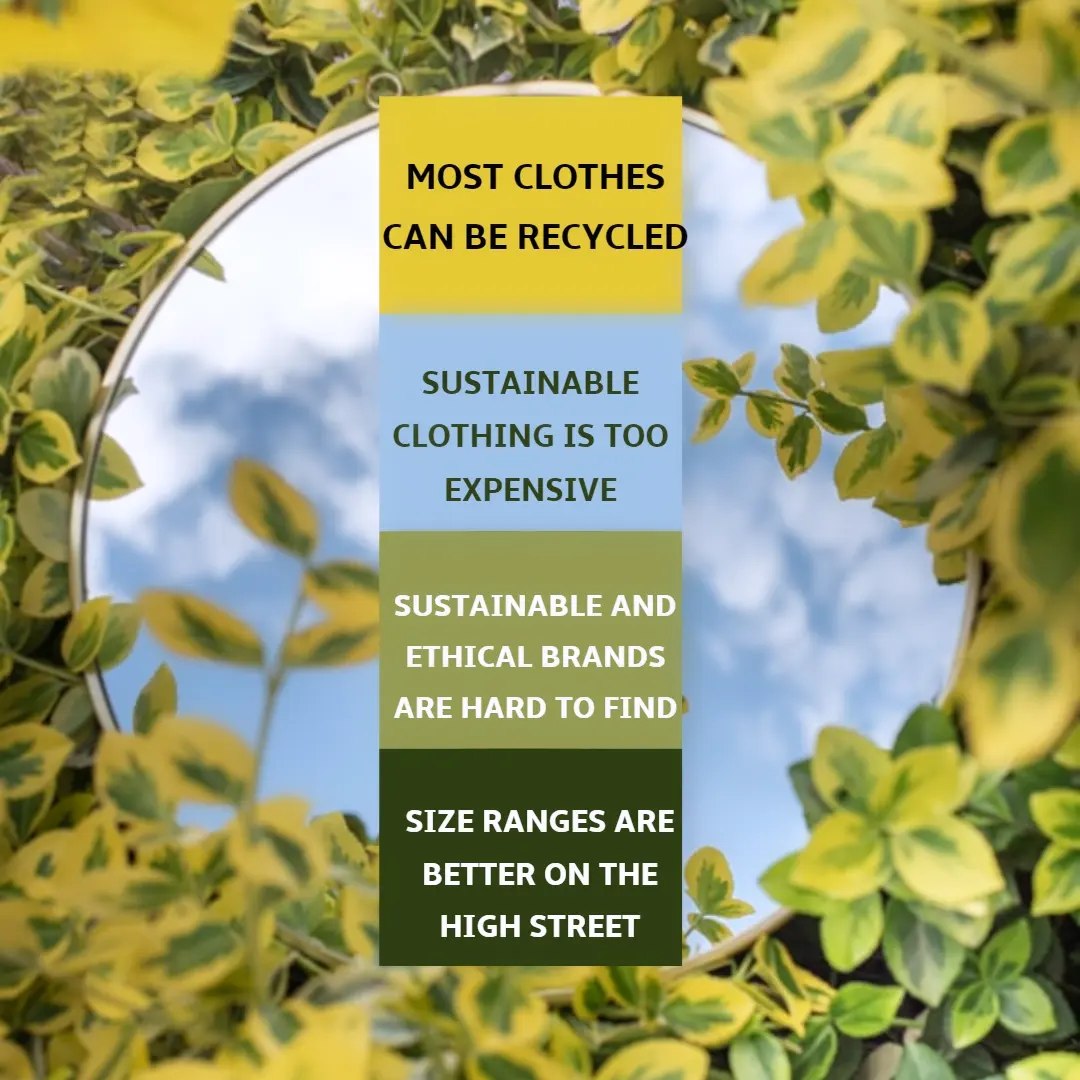 MOST CLOTHES
CAN BE RECYCLED
SUSTAINABLE
CLOTHING IS TOO
EXPENSIVE
SUSTAINABLE AND
ETHICAL BRANDS
ARE HARD TO FIND
SIZE RANGES ARE
BETTER ON THE
HIGH STREET